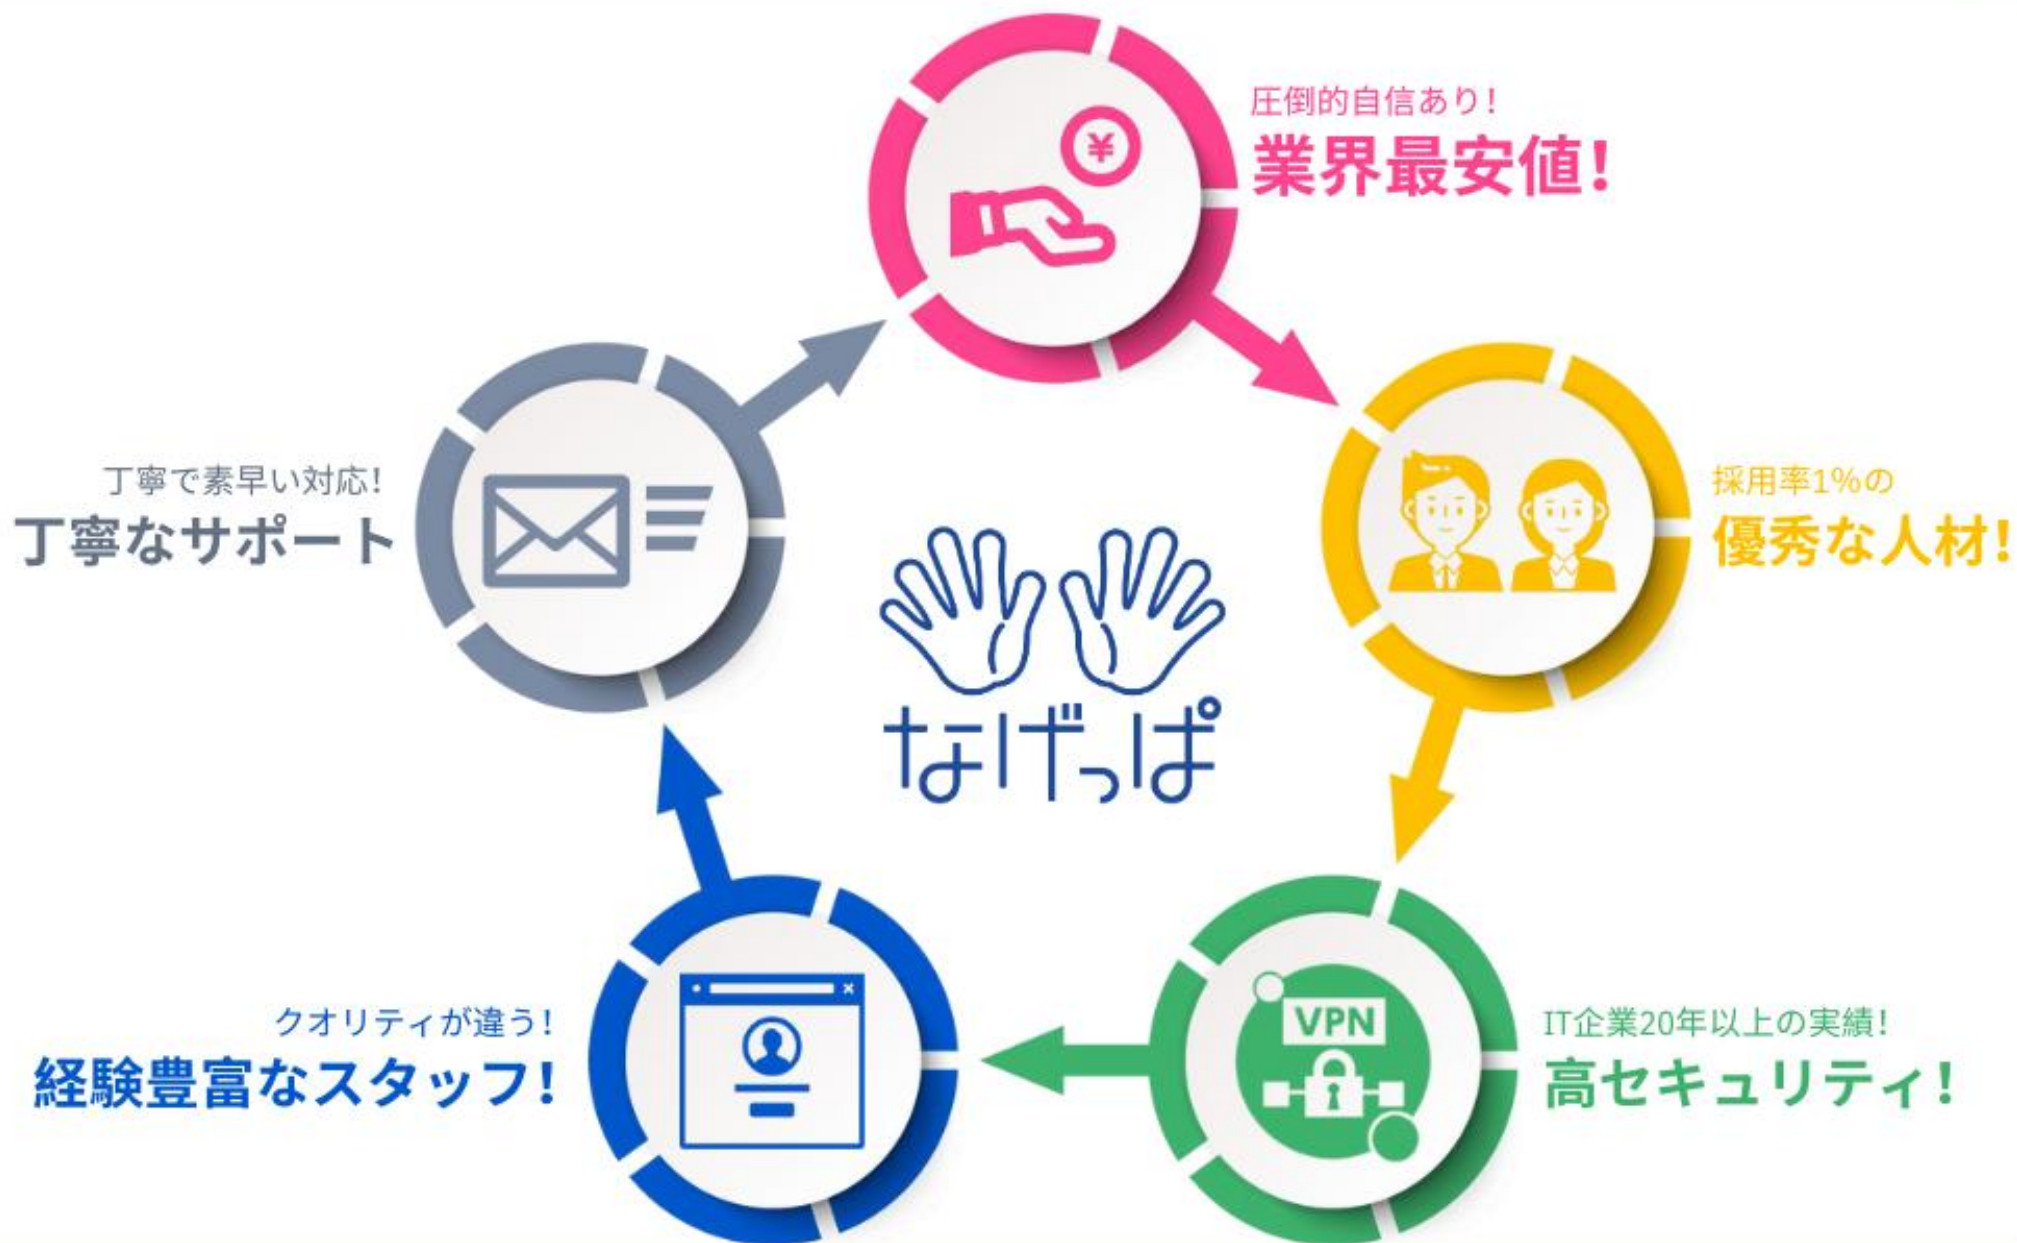 圧倒的自信あり!
業界最安値!
採用率1%の
優秀な人材!
IT企業20年以上の実績!
高セキュリティ!
VPN
クオリティが違う!
経験豊富なスタッフ!
丁寧で素早い対応!
丁寧なサポート
なげっぱ
¥